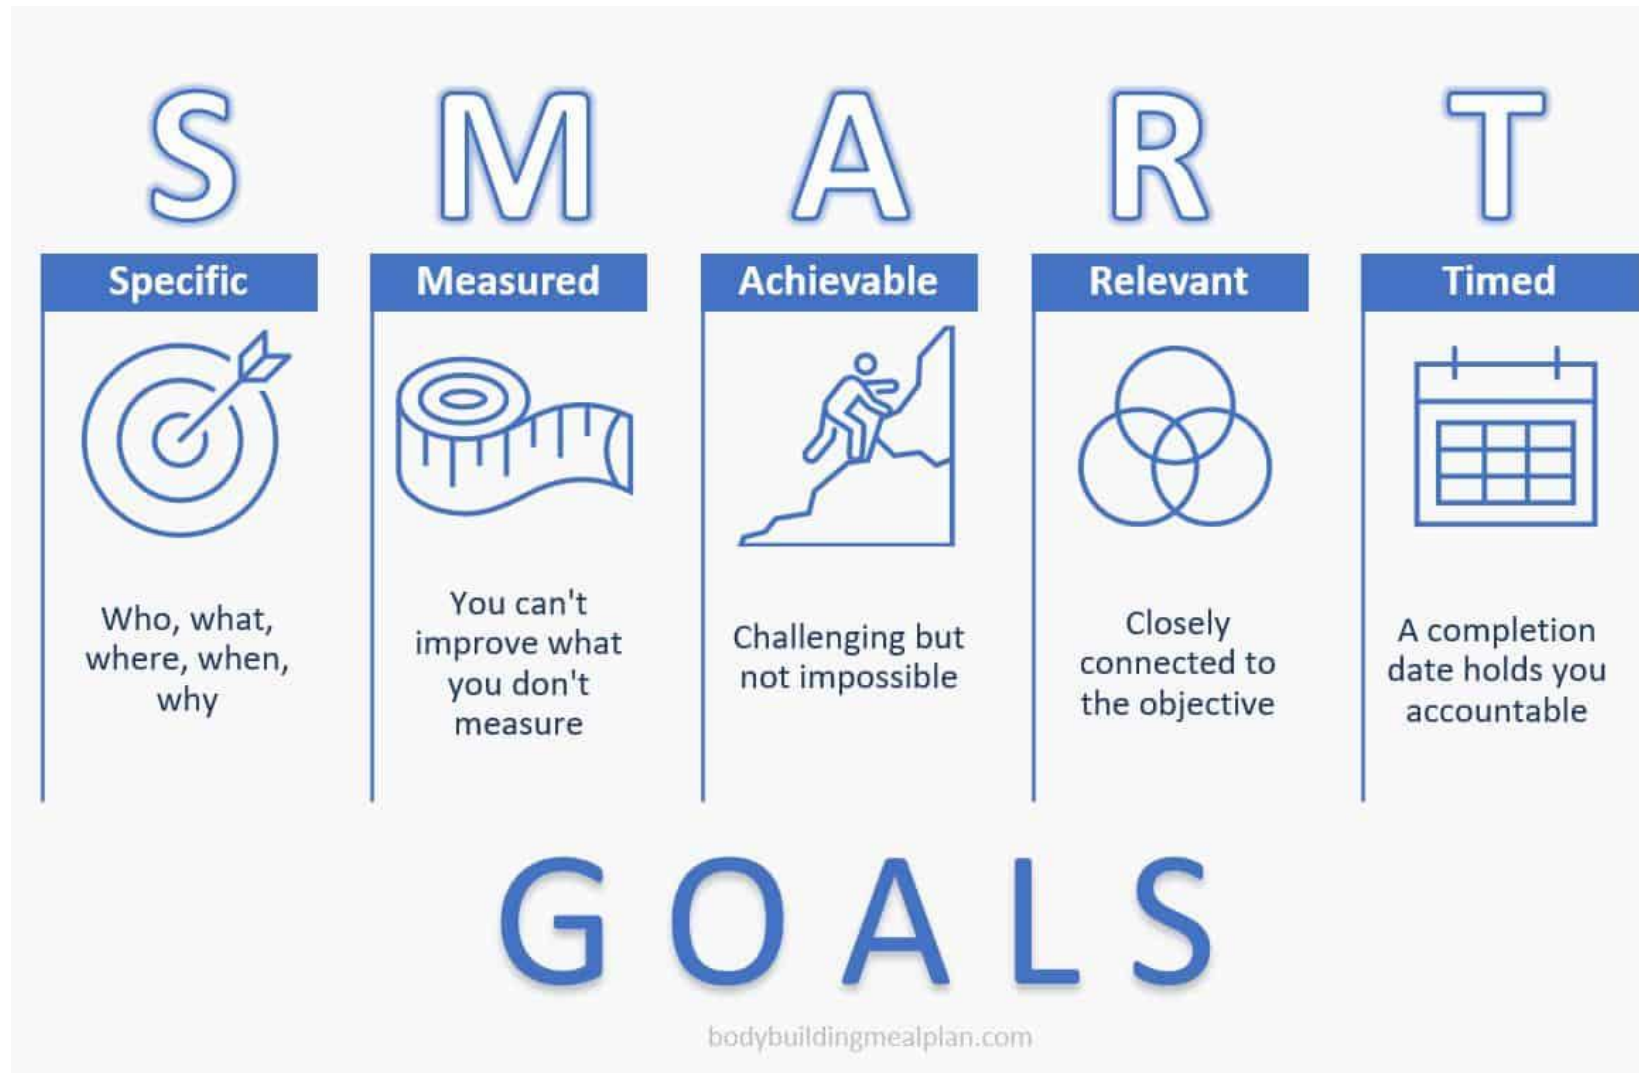 S M A R T
Specific
Who, what,
where, when,
why
Measured
You can't
improve what
you don't
measure
Achievable
Challenging but
not impossible
Relevant
Closely
connected to
the objective
Timed
A completion
date holds you
accountable
GOALS
bodybuildingmealplan.com